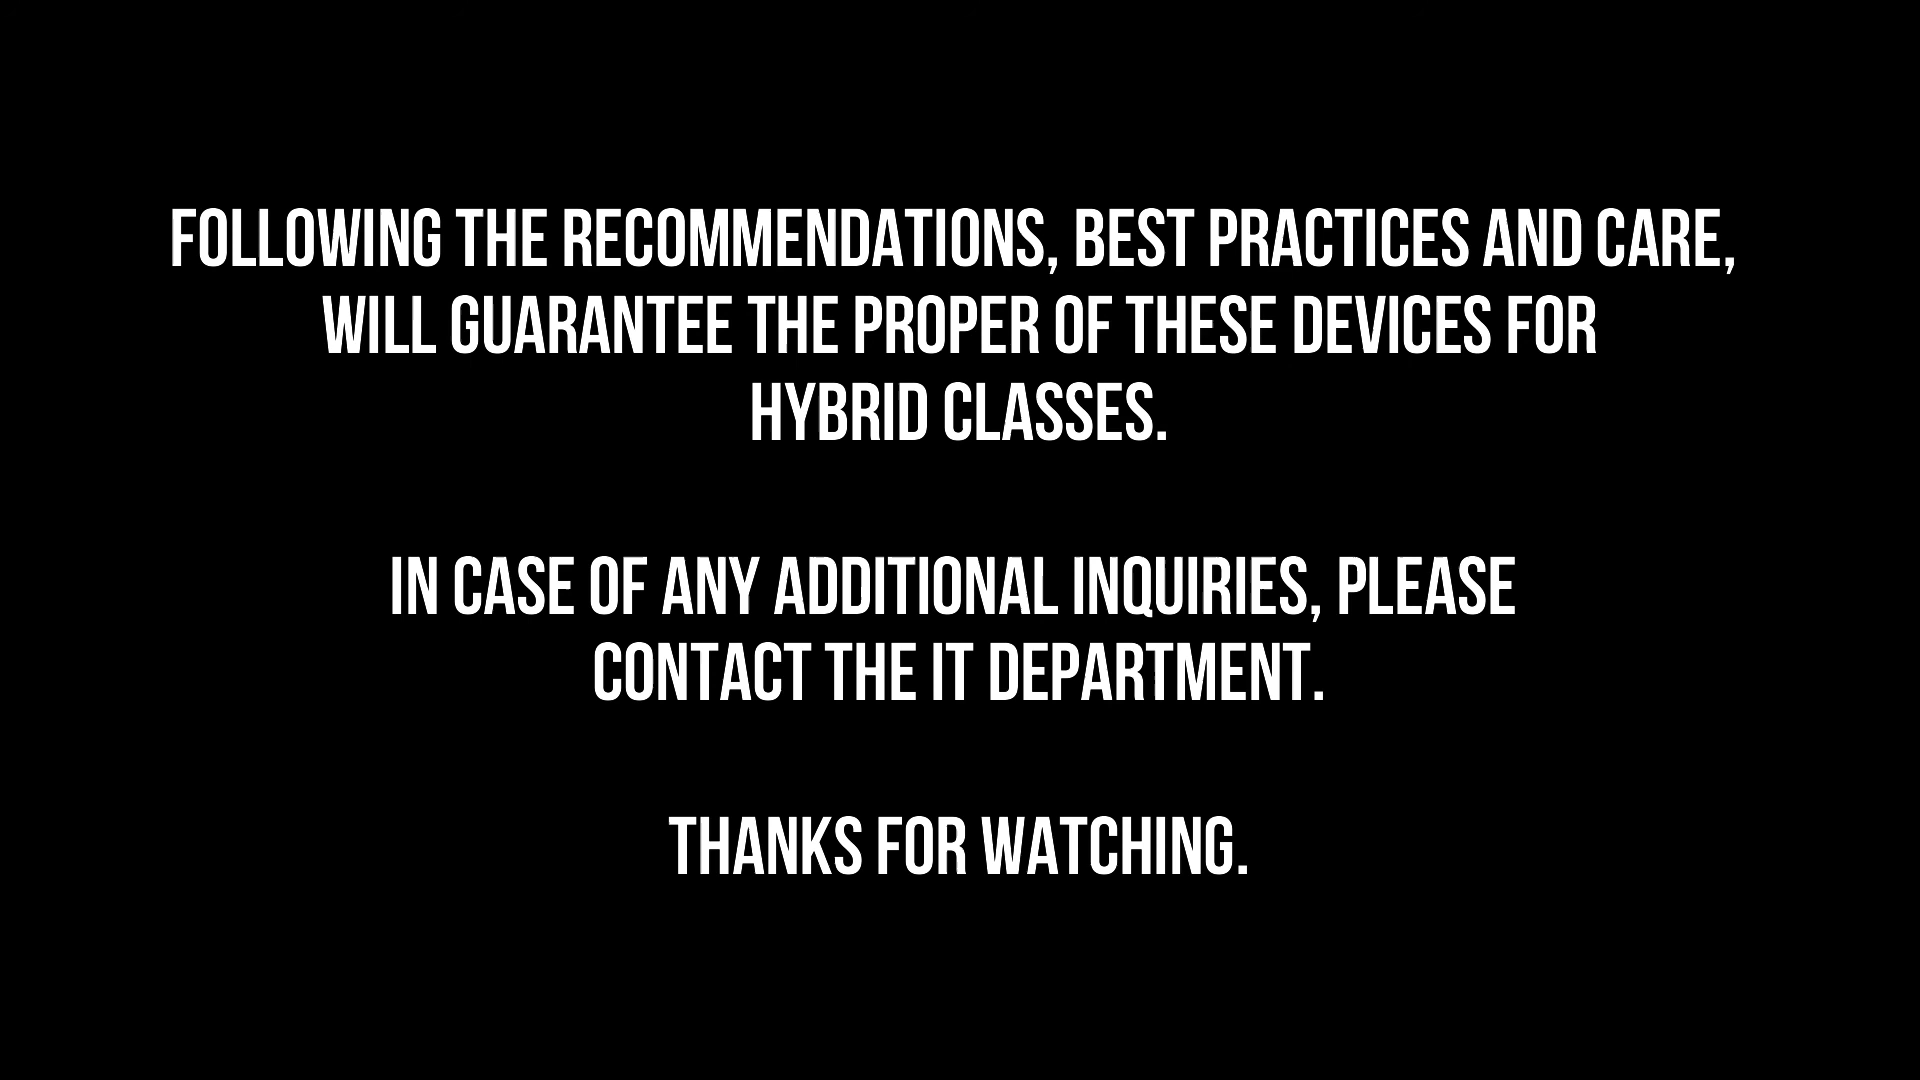 FOLLOWING THE RECOMMENDATIONS, BEST PRACTICES AND CARE,
WILL GUARANTEE THE PROPER OF THESE DEVICES FOR
HYBRID CLASSES.
IN CASE OF ANY ADDITIONAL INQUIRIES, PLEASE
CONTACT THE IT DEPARTMENT.
THANKS FOR WATCHING.